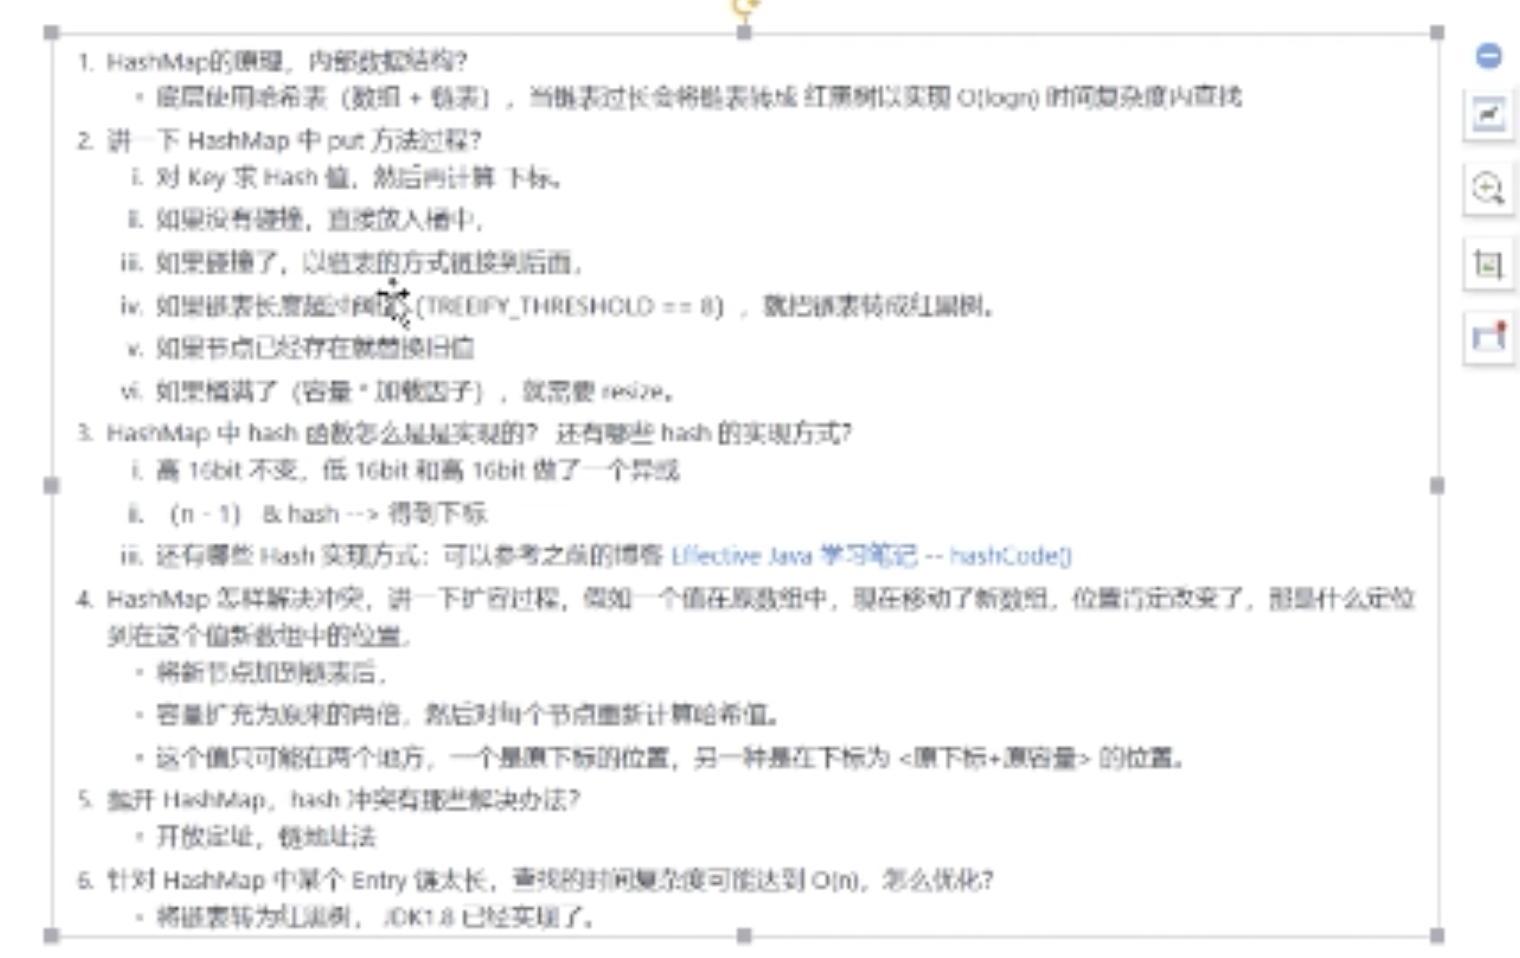 1. HashMap的原理，内部数据结构？
• 底层使用哈希表（数组 + 链表），当链表过长会将链表转成 红黑树以实现 O(logn) 时间复杂度内查找
2. 讲一下 HashMap 中 put 方法过程？
i. 对 Key 求 Hash 值，然后再计算 下标。
ii. 如果没有碰撞，直接放入桶中，
iii. 如果碰撞了，以链表的方式链接到后面，
iv. 如果链表长度超过阀值（TREEIFY_THRESHOLD == 8），就把链表转成红黑树。
v. 如果节点已经存在就替换旧值
vi. 如果桶满了（容量 * 加载因子），就需要 resize。
3. HashMap 中 hash 函数怎么是是实现的？ 还有哪些 hash 的实现方式？
i. 高 16bit 不变，低 16bit 和高 16bit 做了一个异或
ii. (n - 1) & hash --> 得到下标
iii. 还有哪些 Hash 实现方式：可以参考之前的博客 Effective Java 学习笔记 -- hashCode()
4. HashMap 怎样解决冲突，讲一下扩容过程，假如一个值在原数组中，现在移动了新数组，位置肯定改变了，那是什么定位
到在这个值新数组中的位置，
• 将新节点加到链表后，
• 容量扩充为原来的两倍，然后对每个节点重新计算哈希值。
• 这个值只可能在两个地方，一个是原下标的位置，另一种是在下标为 <原下标+原容量> 的位置。
5. 抛开 HashMap，hash 冲突有那些解决办法？
• 开放定址，链地址法
6. 针对 HashMap 中某个 Entry 链太长，查找的时间复杂度可能达到 O(n)，怎么优化？
• 将链表转为红黑树， JDK1.8 已经实现了。